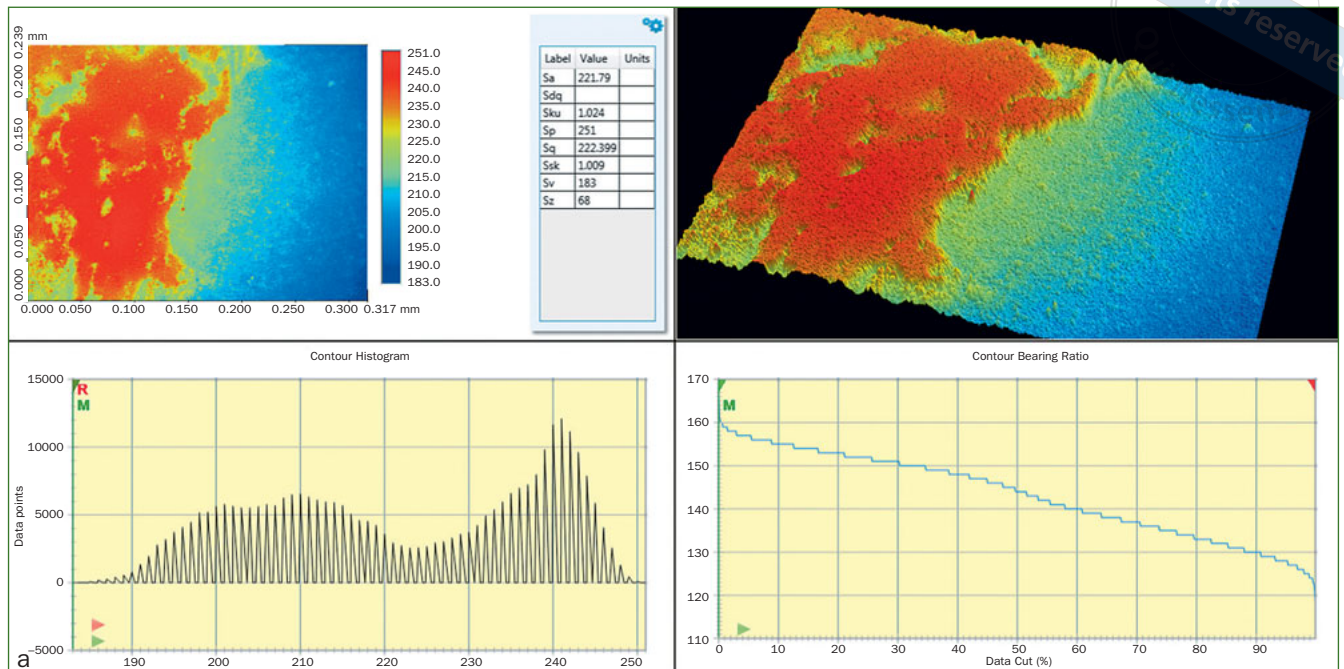 mm
0.239
0.200
0.150
0.100
0.050
0.000
0.000 0.050 0.100 0.150 0.200 0.250 0.300 0.317 mm
251.0
245.0
240.0
235.0
230.0
225.0
220.0
215.0
210.0
205.0
200.0
195.0
190.0
183.0
Label Value Units
Sa 221.79
Sdq
Sku 1.024
Sp 251
Sq 222.399
Ssk 1.009
Sv 183
Sz 68
ts reserve
Contour Histogram
15000
10000
5000
0
–5000
Data points
R
M
190 200 210 220 230 240 250
a
Contour Bearing Ratio
170
160
150
140
130
120
110
M
0 10 20 30 40 50 60 70 80 90
Data Cut (%)